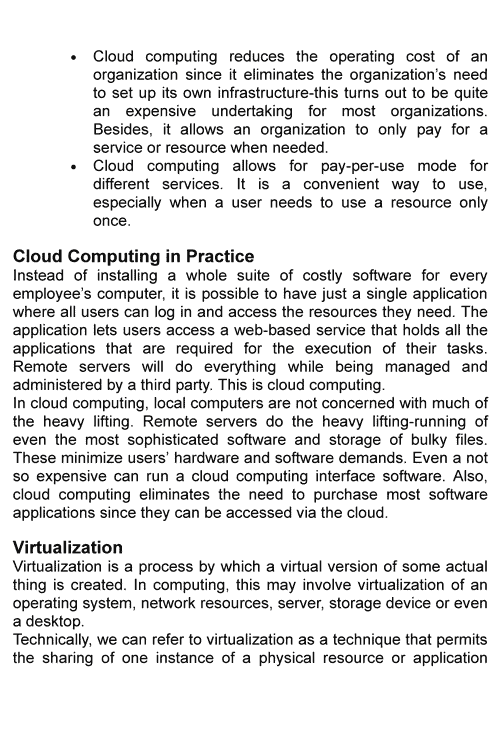 • Cloud computing reduces the operating cost of an
organization since it eliminates the organization's need
to set up its own infrastructure-this turns out to be quite
an expensive undertaking for most organizations.
Besides, it allows an organization to only pay for a
service or resource when needed.
• Cloud computing allows for pay-per-use mode for
different services. It is a convenient way to use,
especially when a user needs to use a resource only
once.
Cloud Computing in Practice
Instead of installing a whole suite of costly software for every
employee's computer, it is possible to have just a single application
where all users can log in and access the resources they need. The
application lets users access a web-based service that holds all the
applications that are required for the execution of their tasks.
Remote servers will do everything while being managed and
administered by a third party. This is cloud computing.
In cloud computing, local computers are not concerned with much of
the heavy lifting. Remote servers do the heavy lifting-running of
even the most sophisticated software and storage of bulky files.
These minimize users' hardware and software demands. Even a not
so expensive can run a cloud computing interface software. Also,
cloud computing eliminates the need to purchase most software
applications since they can be accessed via the cloud.
Virtualization
Virtualization is a process by which a virtual version of some actual
thing is created. In computing, this may involve virtualization of an
operating system, network resources, server, storage device or even
a desktop.
Technically, we can refer to virtualization as a technique that permits
the sharing of one instance of a physical resource or application